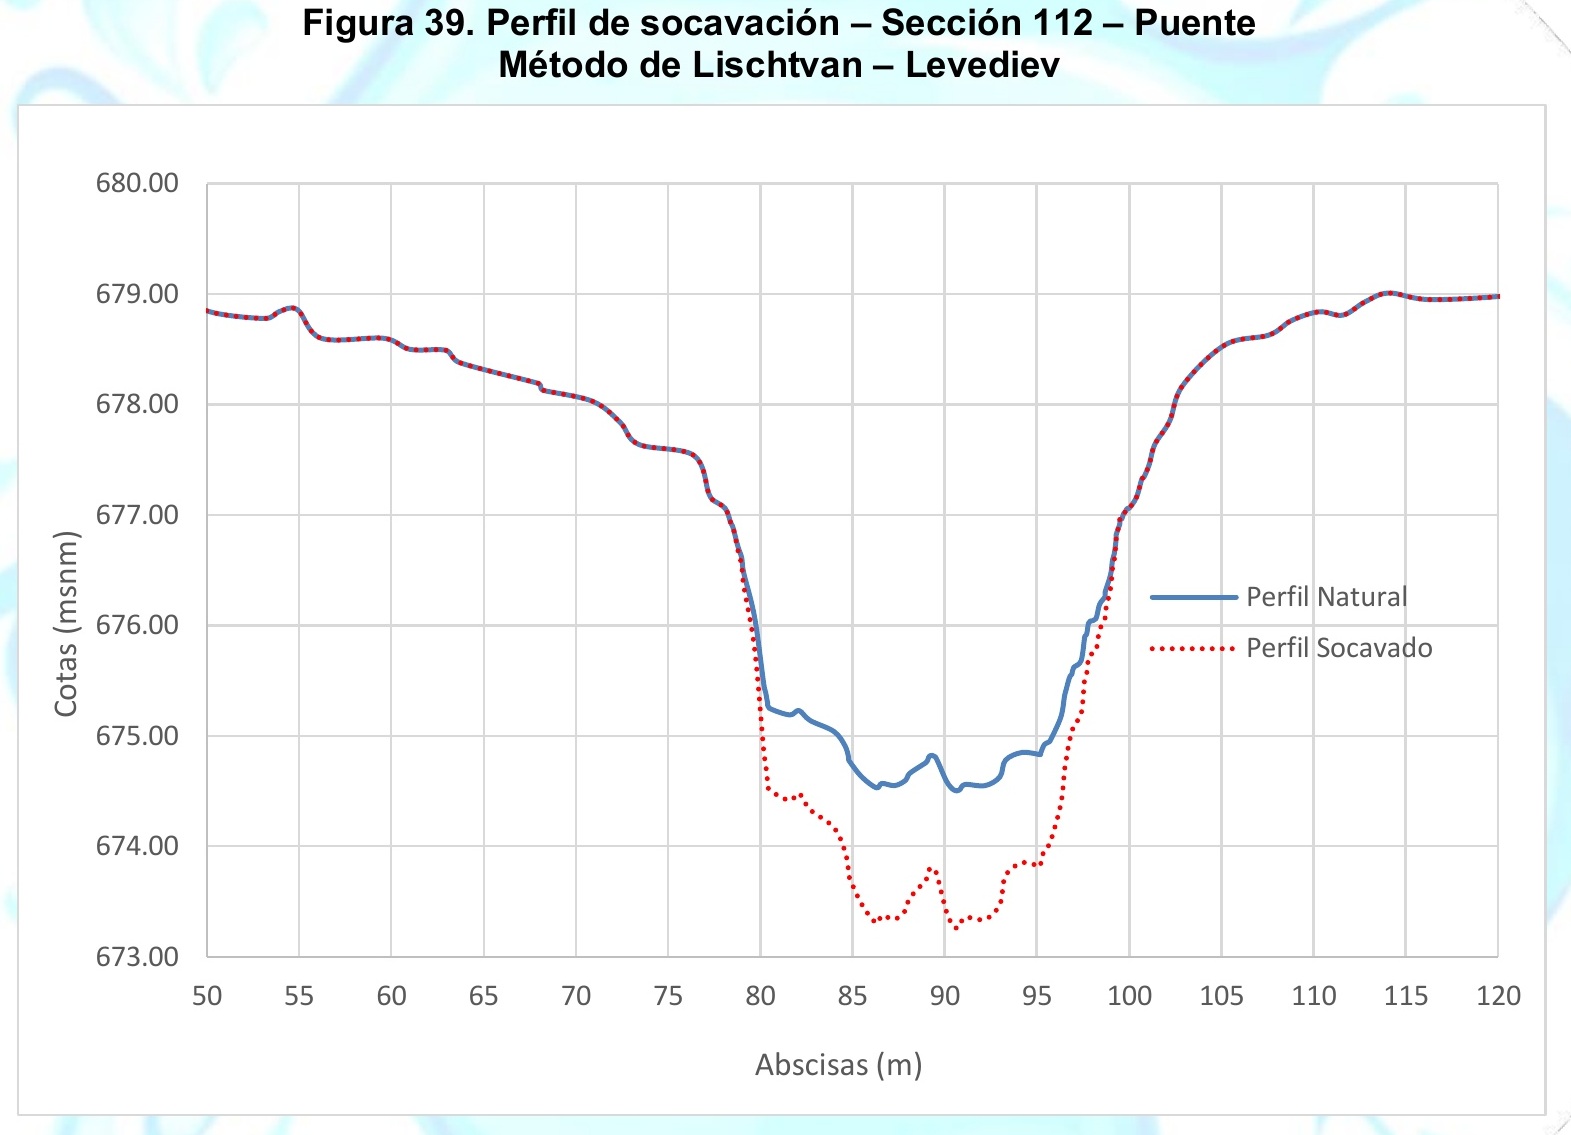 Figura 39. Perfil de socavación – Sección 112 – Puente
Método de Lischtvan – Levediev
680.00
679.00
678.00
677.00
676.00
675.00
674.00
673.00
Cotas (msnm)
Perfil Natural
Perfil Socavado
50 55 60 65 70 75 80 85 90 95 100 105 110 115 120
Abscisas (m)